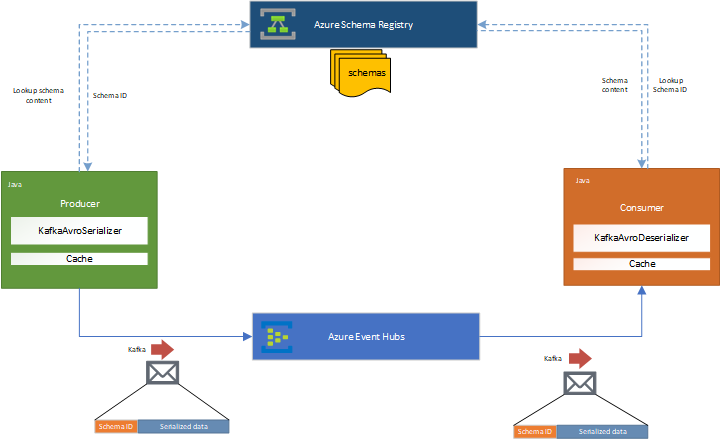 Azure Schema Registry
schemas
Lookup schema
content
Schema ID
Schema
content
Lookup
Schema ID
Java
Producer
KafkaAvroSerializer
Cache
Java
Consumer
KafkaAvroDeserializer
Cache
Azure Event Hubs
Kafka
Schema ID
Serialized data
Kafka
Schema ID
Serialized data